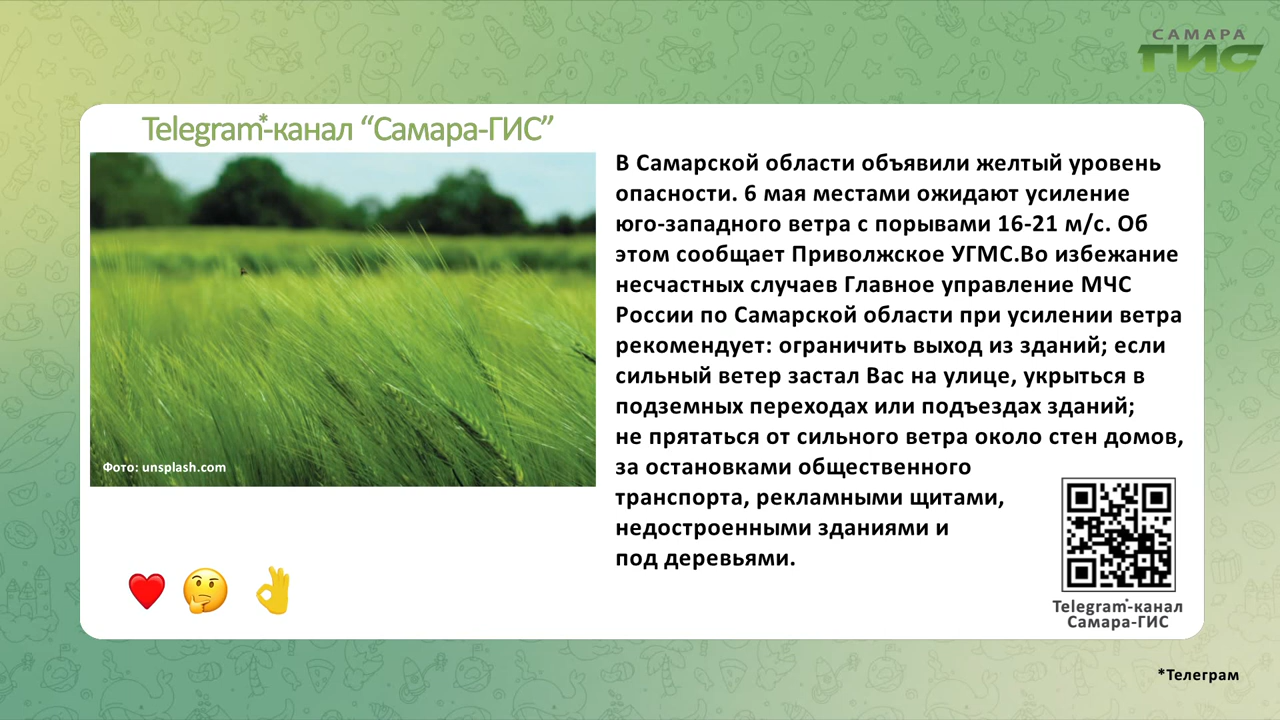 САМАРА
ГИС
Telegram*-канал “Самара-ГИС”
В Самарской области объявили желтый уровень
опасности. 6 мая местами ожидают усиление
юго-западного ветра с порывами 16-21 м/с. Об
этом сообщает Приволжское УГМС.Во избежание
несчастных случаев Главное управление МЧС
России по Самарской области при усилении ветра
рекомендует: ограничить выход из зданий; если
сильный ветер застал Вас на улице, укрыться в
подземных переходах или подъездах зданий;
не прятаться от сильного ветра около стен домов,
за остановками общественного
транспорта, рекламными щитами,
недостроенными зданиями и
под деревьями.
Фото: unsplash.com
Telegram*-канал
Самара-ГИС
*Телеграм